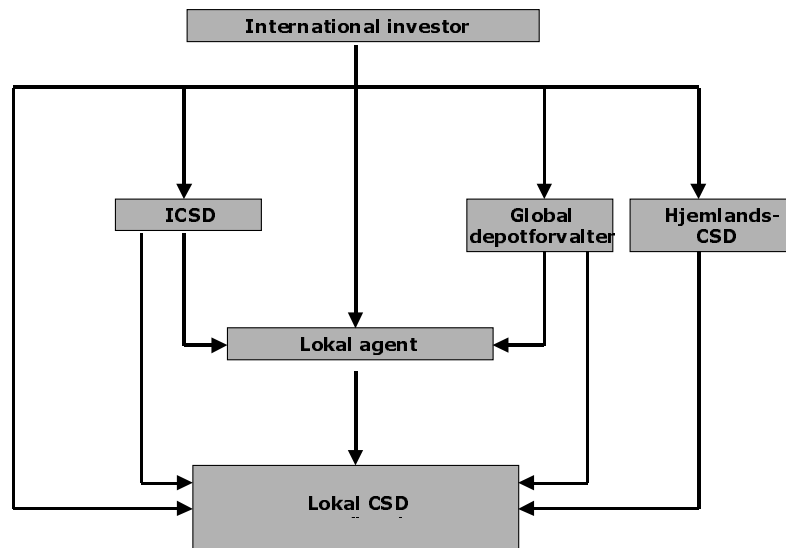 International investor
ICSD
Global
depotforvalter
Hjemlands-
CSD
Lokal agent
Lokal CSD